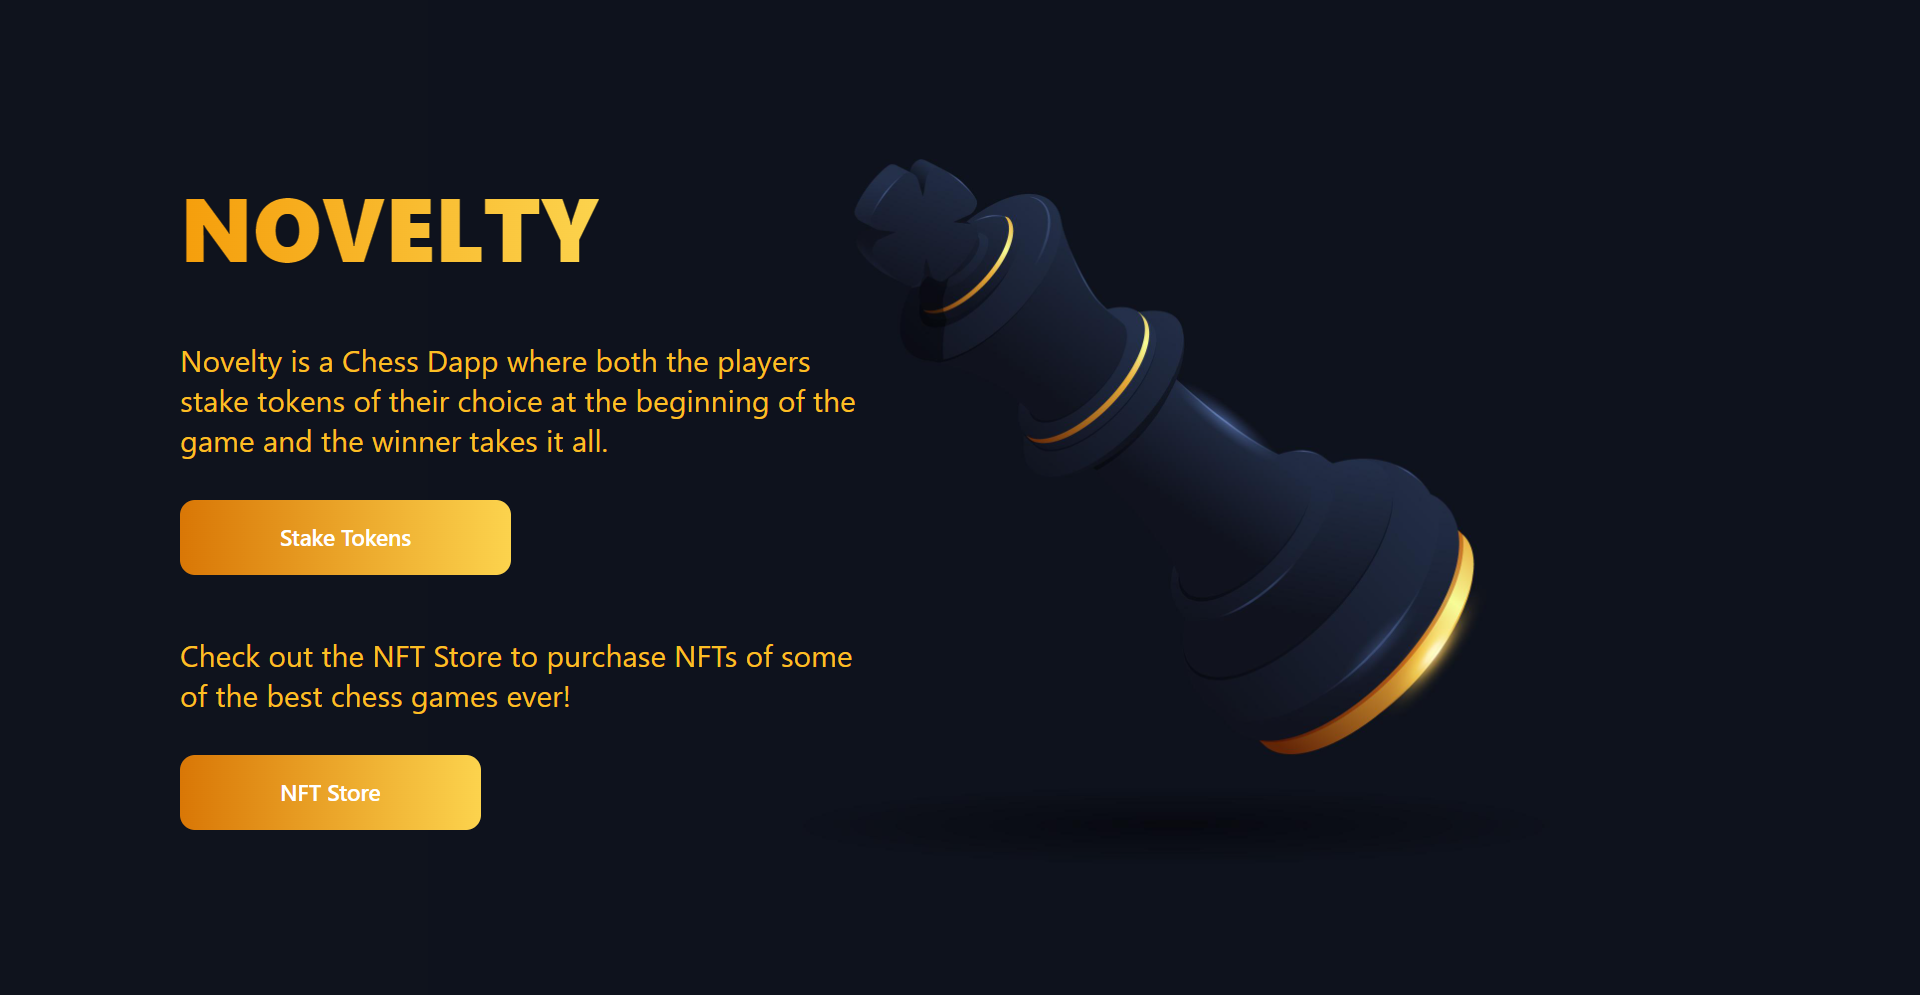 NOVELTY
Novelty is a Chess Dapp where both the players
stake tokens of their choice at the beginning of the
game and the winner takes it all.
Stake Tokens
Check out the NFT Store to purchase NFTs of some
of the best chess games ever!
NFT Store